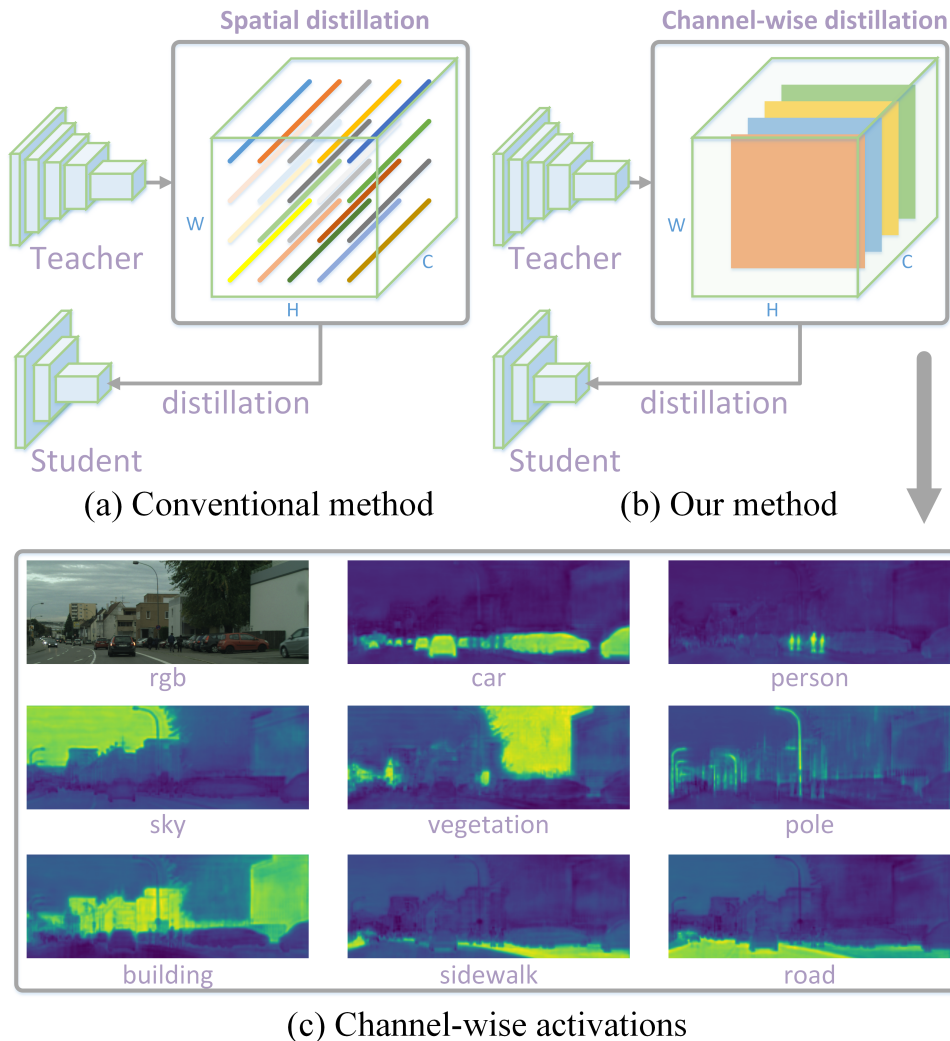 Spatial distillation
Channel-wise distillation
W
C
H
Teacher
distillation
Student
W
C
H
Teacher
distillation
Student
(a) Conventional method
(b) Our method
rgb
car
person
sky
vegetation
pole
building
sidewalk
road
(c) Channel-wise activations